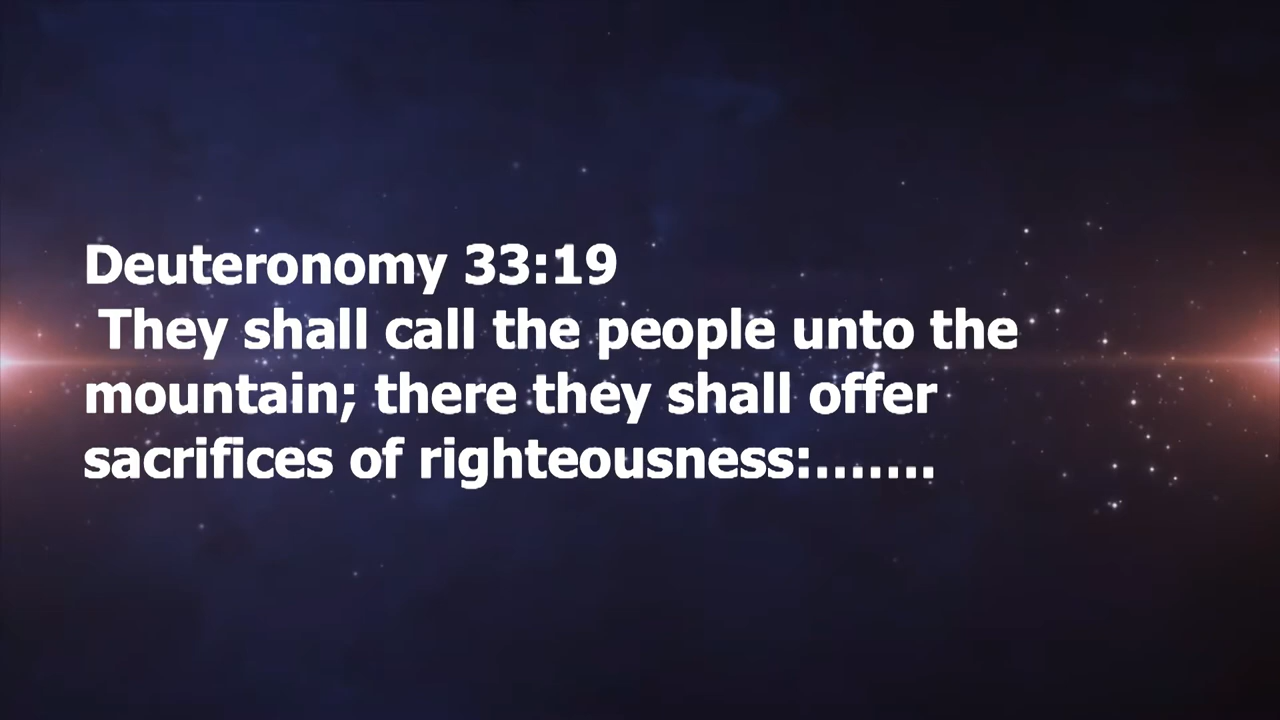 Deuteronomy 33:19
They shall call the people unto the
mountain; there they shall offer
sacrifices of righteousness:.......